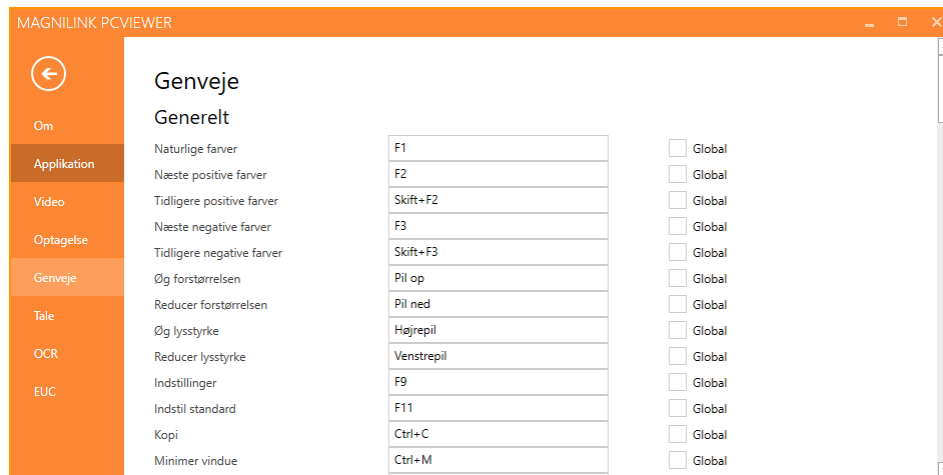 MAGNILINK PCVIEWER
Om
Applikation
Video
Optagelse
Genveje
Tale
OCR
EUC
Genveje
Generelt
Naturlige farver F1 Global
Næste positive farver F2 Global
Tidligere positive farver Skift+F2 Global
Næste negative farver F3 Global
Tidligere negative farver Skift+F3 Global
Øg forstørrelsen Pil op Global
Reducer forstørrelsen Pil ned Global
Øg lysstyrke Højrepil Global
Reducer lysstyrke Venstrepil Global
Indstillinger F9 Global
Indstil standard F11 Global
Kopi Ctrl+C Global
Minimer vindue Ctrl+M Global